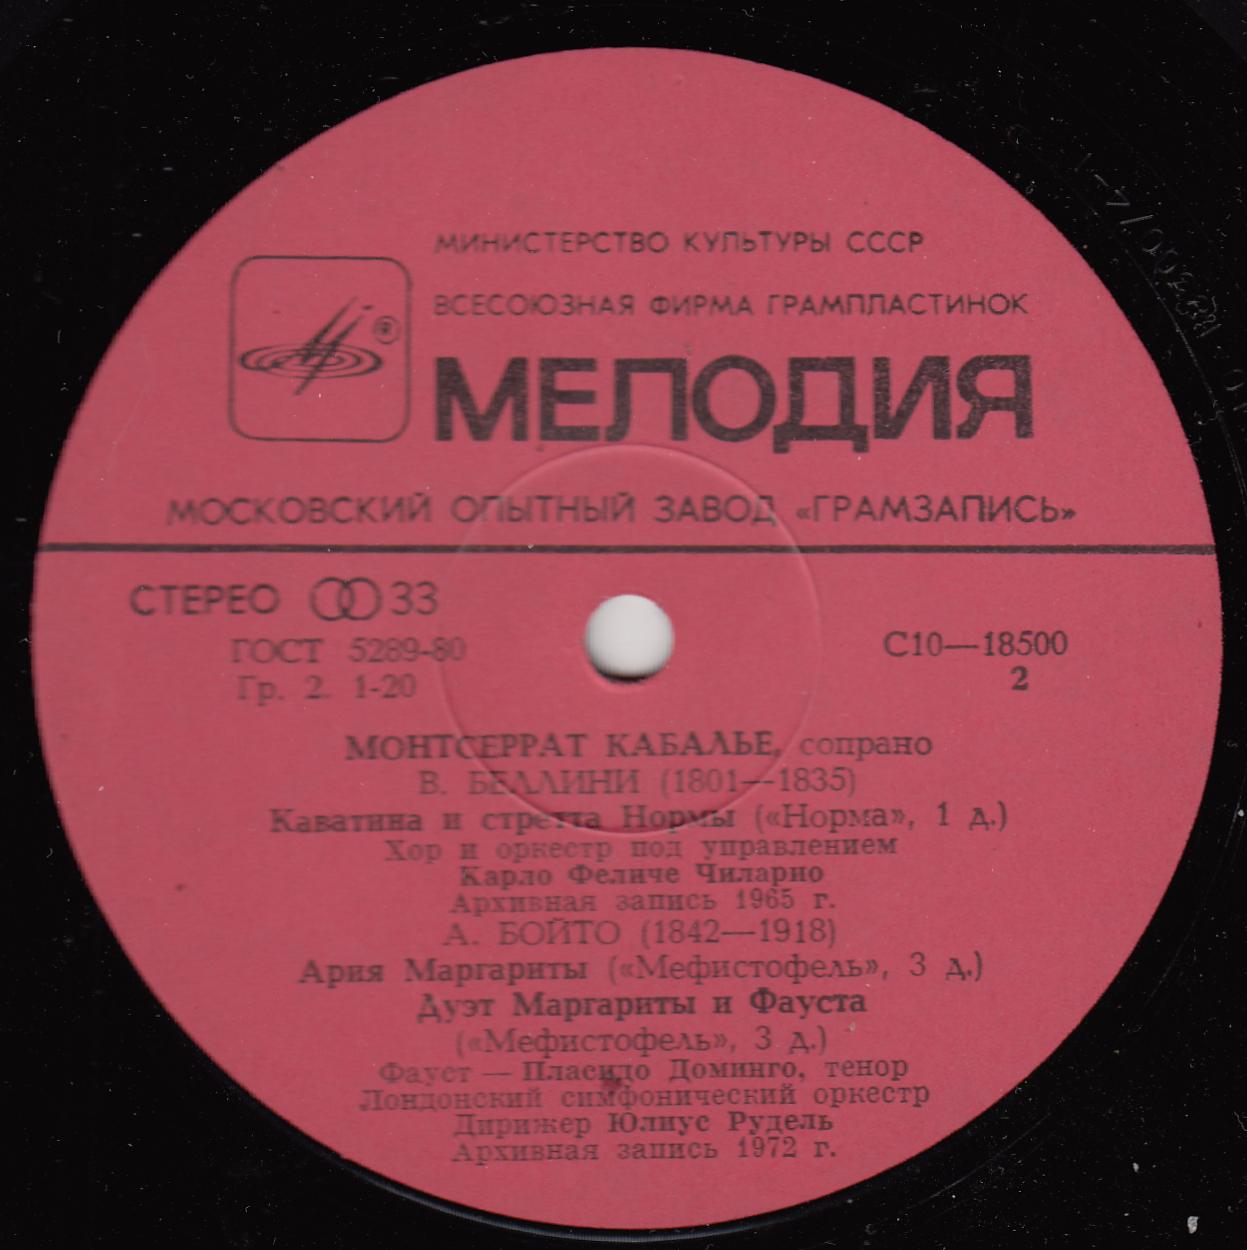 МИНИСТЕРСТВО КУЛЬТУРЫ СССР
ВСЕСОЮЗНАЯ ФИРМА ГРАМПЛАСТИНОК
®
МЕЛОДИЯ
МОСКОВСКИЙ ОПЫТНЫЙ ЗАВОД «ГРАМЗАПИСЬ»
СТЕРЕО 33
ГОСТ 5289-80
Гр. 2. 1-20
С10—18500
2
МОНТСЕРРАТ КАБАЛЬЕ, сопрано
В. БЕЛЛИНИ (1801—1835)
Каватина и стретта Нормы («Норма», 1 д.)
Хор и оркестр под управлением
Карло Феличе Чиларио
Архивная запись 1965 г.
А. БОЙТО (1842—1918)
Ария Маргариты («Мефистофель», 3 д.)
Дуэт Маргариты и Фауста
(«Мефистофель», 3 д.)
Фауст — Пласидо Доминго, тенор
Лондонский симфонический оркестр
Дирижер Юлиус Рудель
Архивная запись 1972 г.